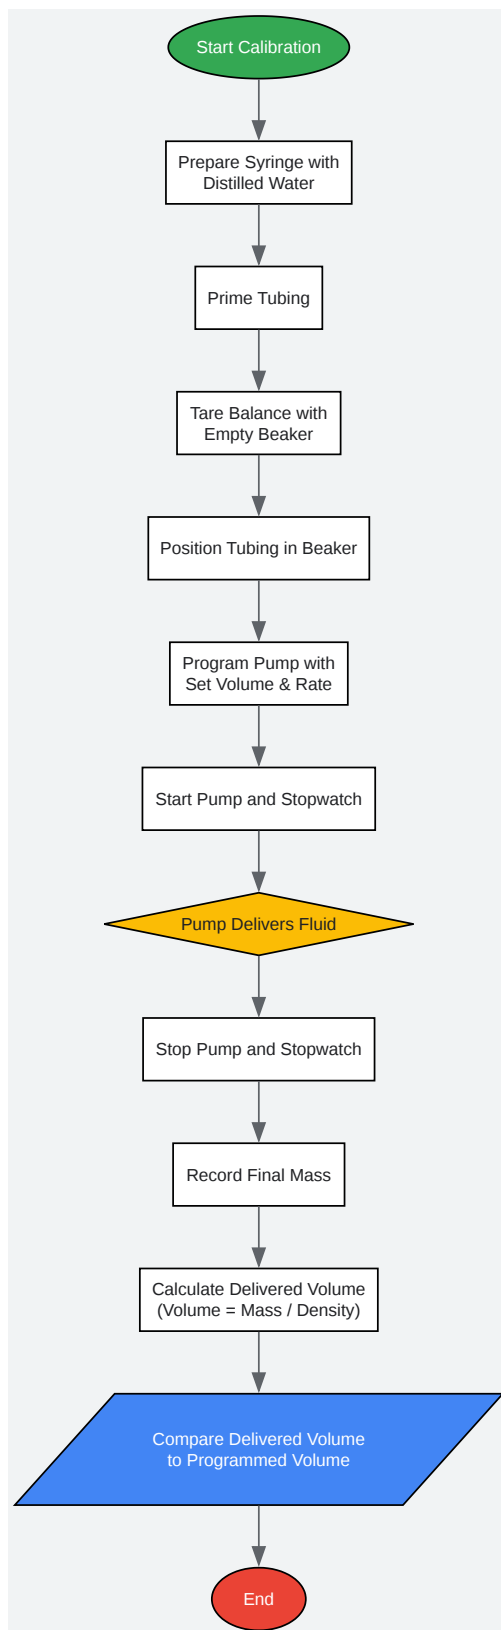 Start Calibration
Prepare Syringe with
Distilled Water
Prime Tubing
Tare Balance with
Empty Beaker
Position Tubing in Beaker
Program Pump with
Set Volume & Rate
Start Pump and Stopwatch
Pump Delivers Fluid
Stop Pump and Stopwatch
Record Final Mass
Calculate Delivered Volume
(Volume = Mass / Density)
Compare Delivered Volume
to Programmed Volume
End